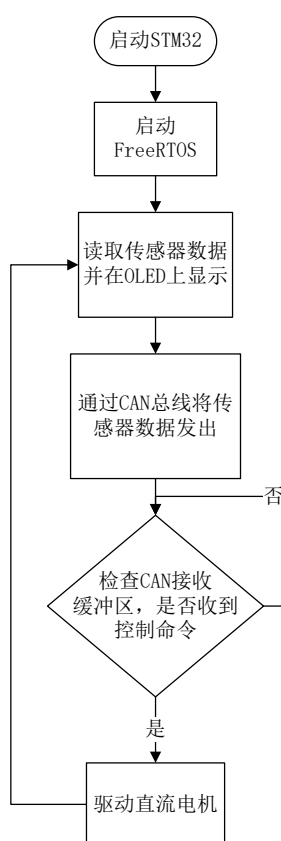 启动STM32
启动
FreeRTOS
读取传感器数据
并在OLED上显示
通过CAN总线将传
感器数据发出
否
检查CAN接收
缓冲区，是否收到
控制命令
是
驱动直流电机